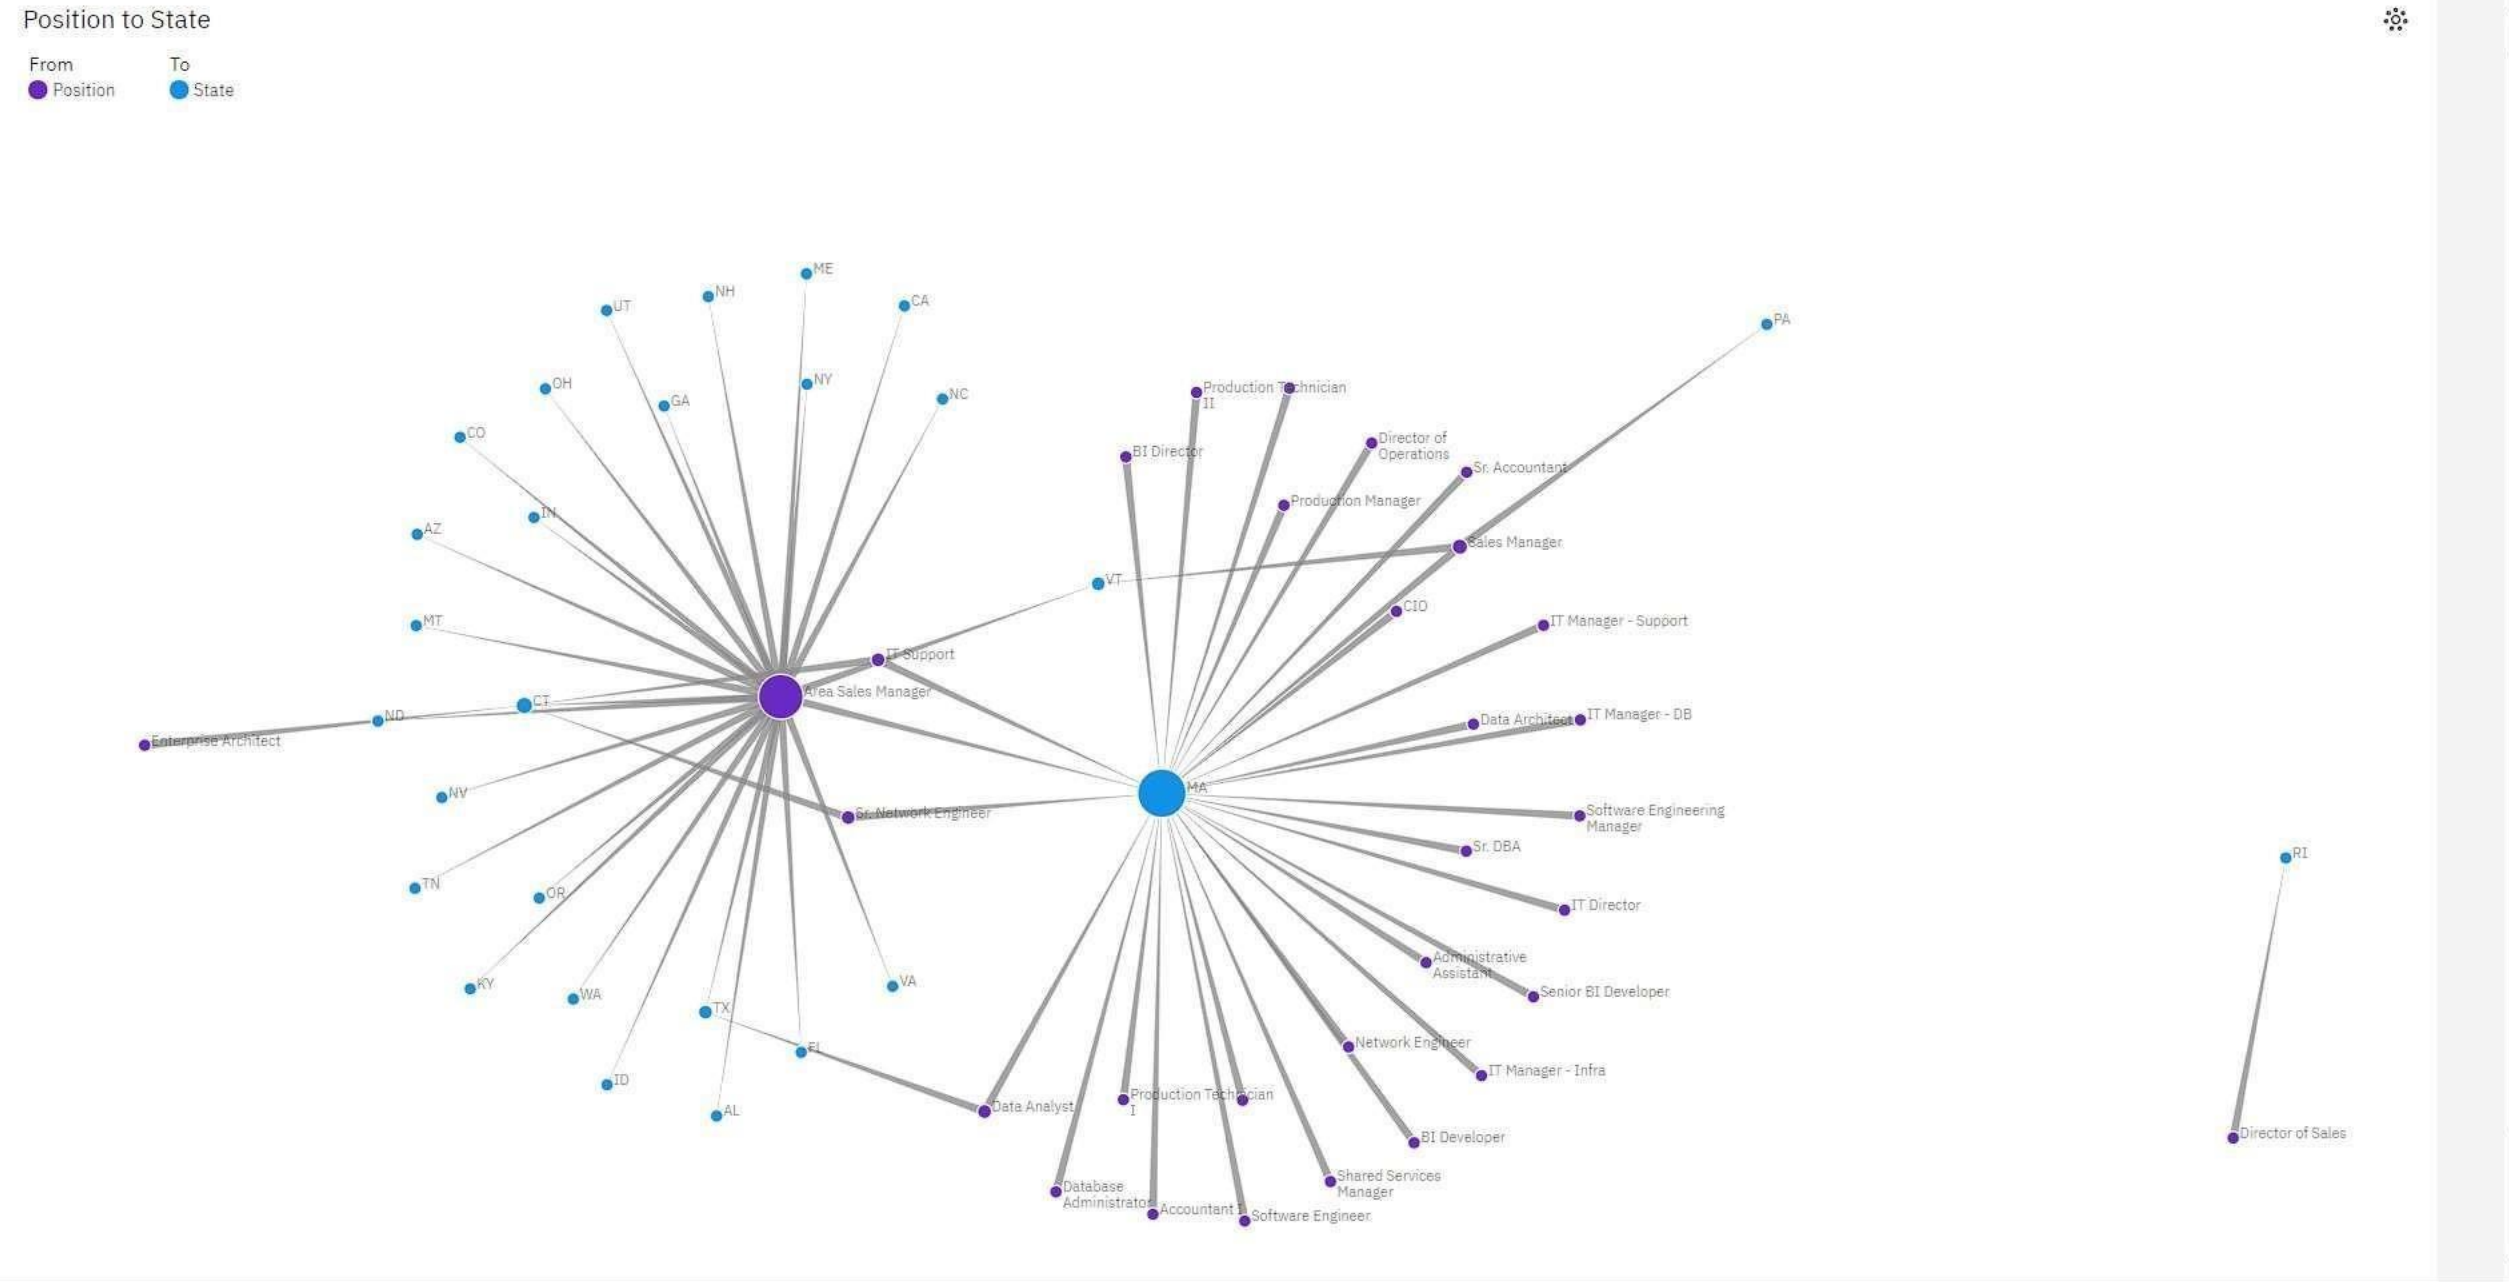 Position to State
From To
Position State
ME
NH
CA
UT
PA
NY
OH
Production Technician
II
NC
GA
CO
Director of
Operations
BI Director
Sr. Accountant
Production Manager
IN
AZ
Sales Manager
VT
CIO
MT
IT Manager - Support
IT Support
Area Sales Manager
CT
ND
Data Architect
IT Manager - DB
Enterprise Architect
MA
NV
Sr. Network Engineer
Software Engineering
Manager
Sr. DBA
RI
TN
OR
IT Director
Administrative
Assistant
VA
KY
WA
Senior BI Developer
TX
Network Engineer
FL
IT Manager - Infra
ID
Production Technician
I
Data Analyst
AL
Director of Sales
BI Developer
Shared Services
Manager
Database
Administrator
Accountant I
Software Engineer